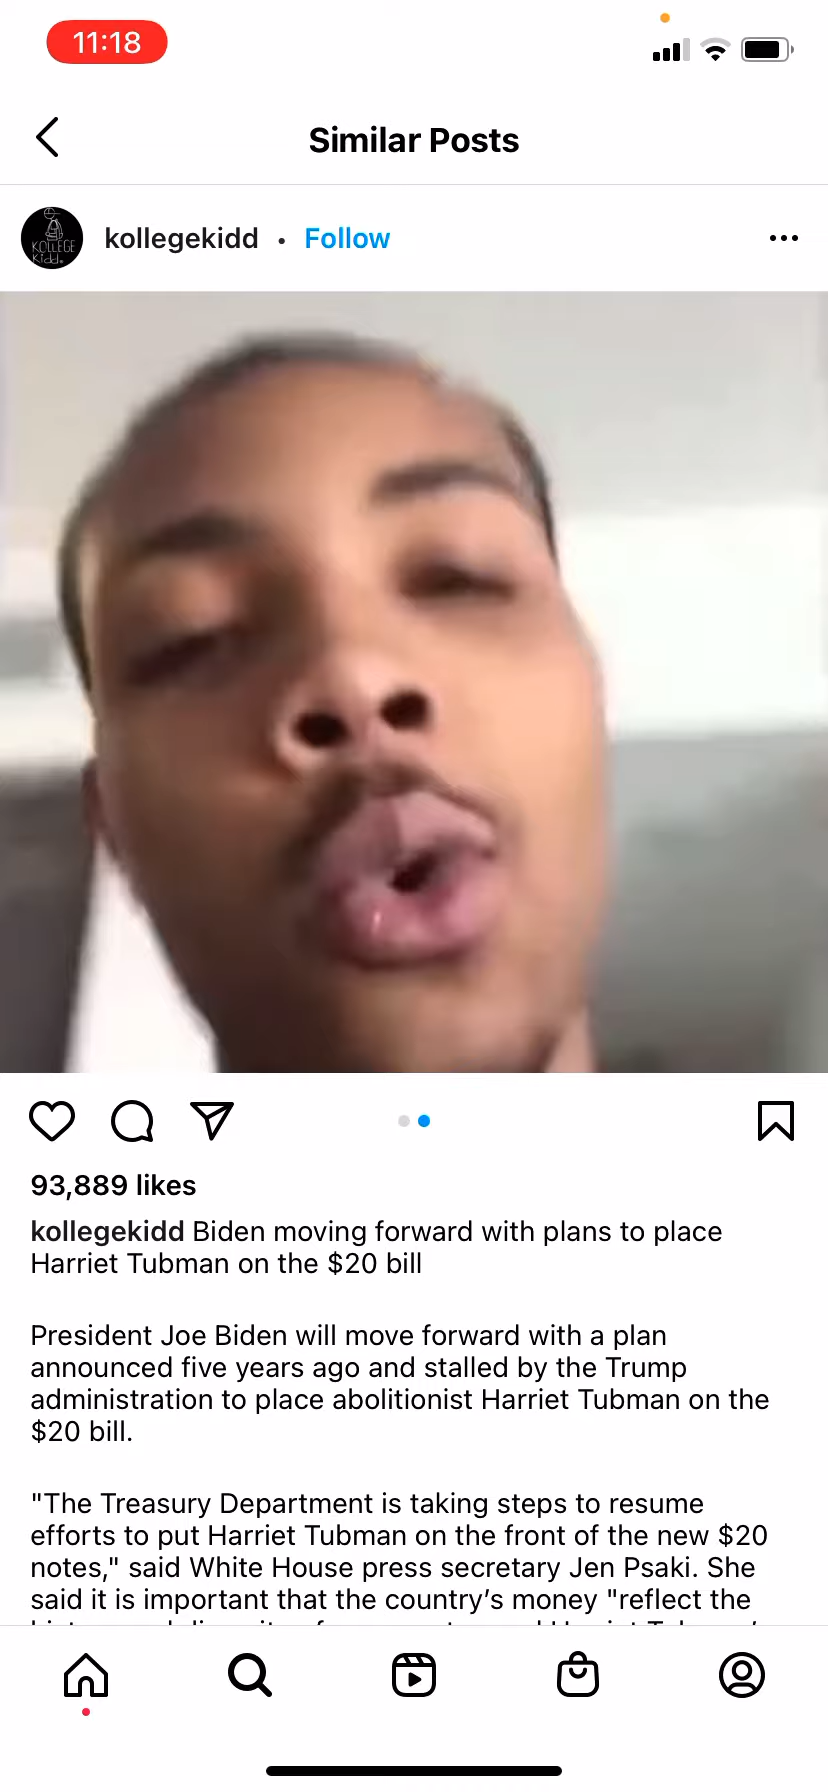 11:18
Similar Posts
KOLLEGE
Kidd.
kollegekidd • Follow
93,889 likes
kollegekidd Biden moving forward with plans to place
Harriet Tubman on the $20 bill
President Joe Biden will move forward with a plan
announced five years ago and stalled by the Trump
administration to place abolitionist Harriet Tubman on the
$20 bill.
"The Treasury Department is taking steps to resume
efforts to put Harriet Tubman on the front of the new $20
notes," said White House press secretary Jen Psaki. She
said it is important that the country’s money "reflect the